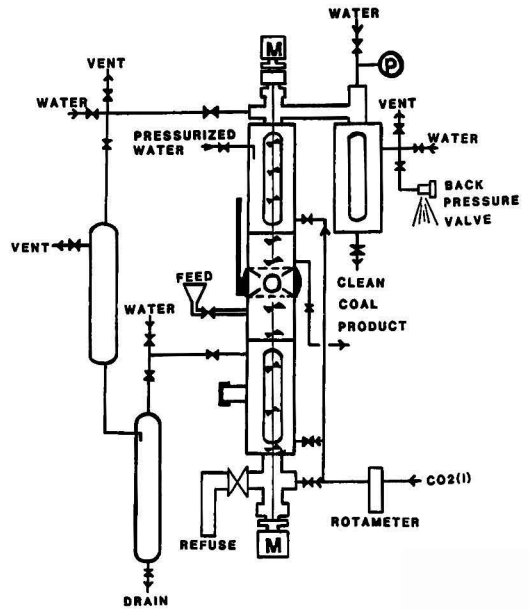 WATER
M
P
VENT
VENT
WATER
WATER
PRESSURIZED
WATER
BACK
PRESSURE
VALVE
VENT
FEED
CLEAN
COAL
PRODUCT
WATER
CO2(l)
ROTAMETER
REFUSE
M
DRAIN